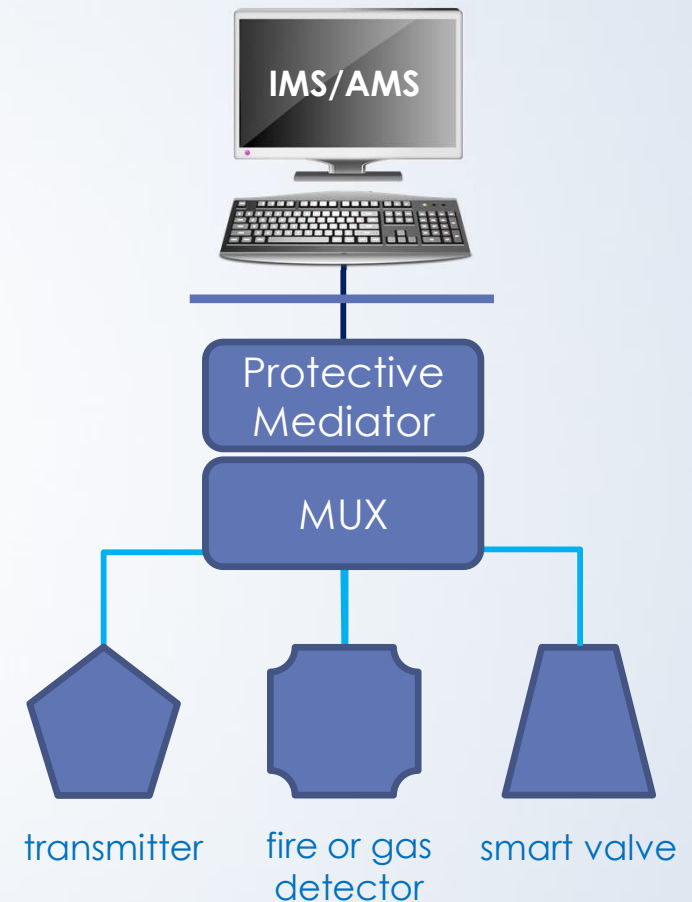 IMS/AMS
Protective
Mediator
MUX
transmitter
fire or gas
detector
smart valve